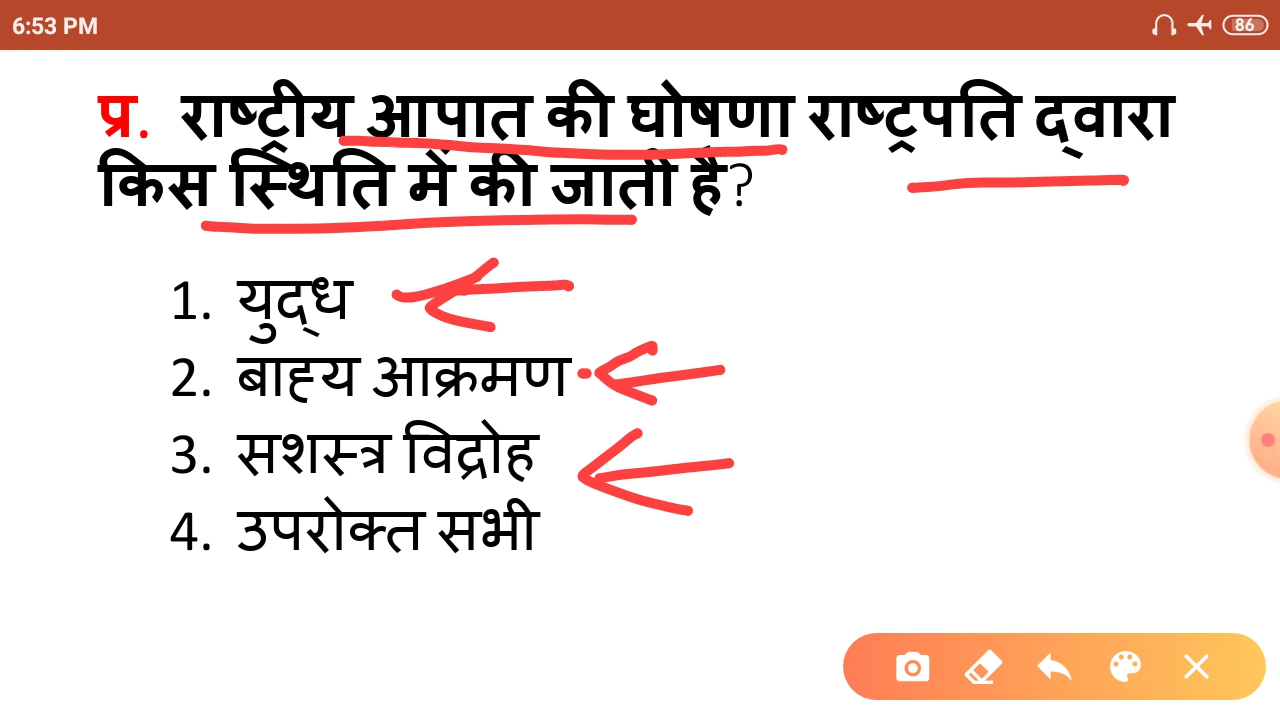 6:53 PM
86
प्र. राष्ट्रीय आपात की घोषणा राष्ट्रपति द्वारा
किस स्थिति में की जाती है?
1. युद्ध
2. बाह्य आक्रमण
3. सशस्त्र विद्रोह
4. उपरोक्त सभी